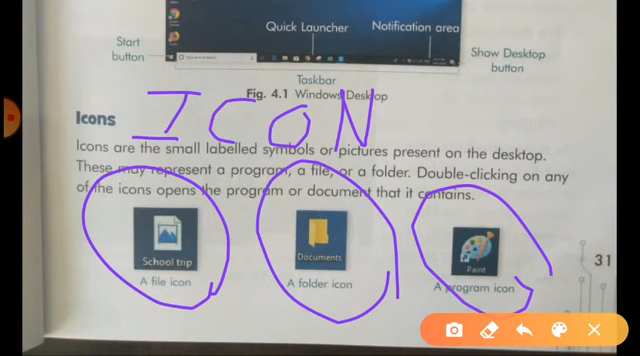 Quick Launcher
Notification area
Start
button
Show Desktop
button
Taskbar
Fig. 4.1 Windows Desktop
ICON
Icons
Icons are the small labelled symbols or pictures present on the desktop.
These may represent a program, a file, or a folder. Double-clicking on any
of the icons opens the program or document that it contains.
School trip
Documents
Paint
A file icon
A folder icon
A program icon
31